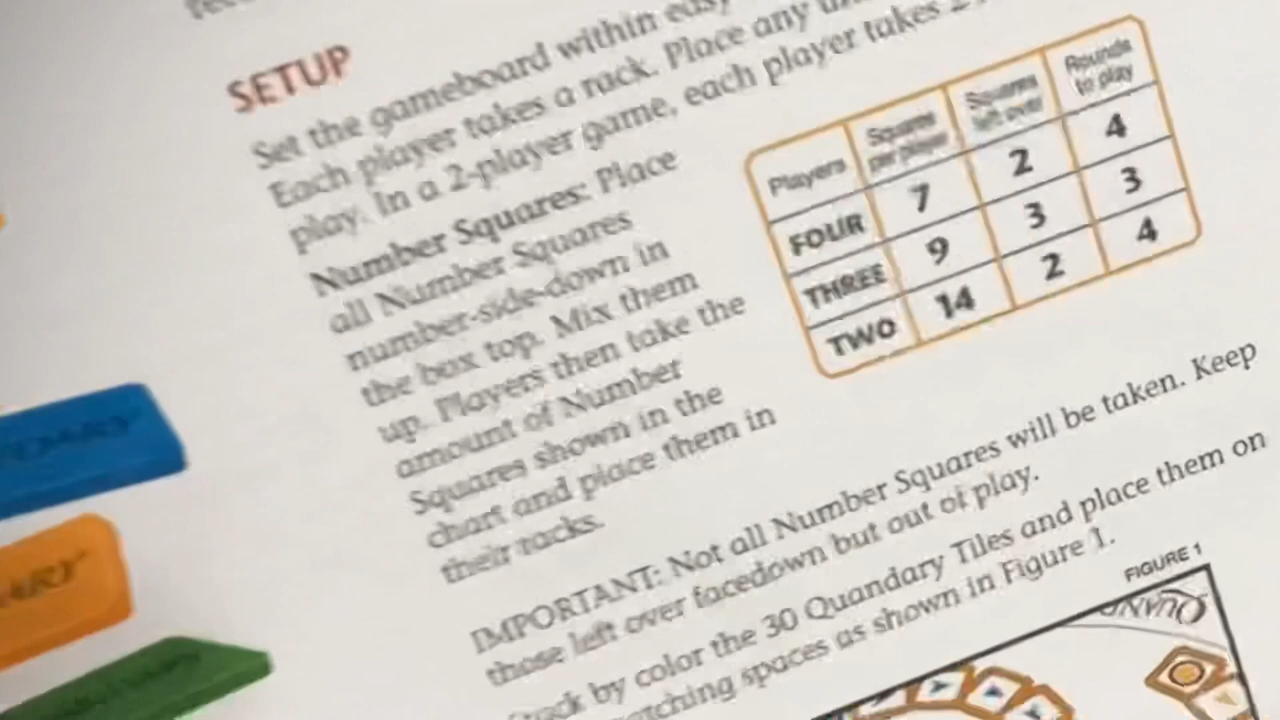 SETUP
Set the gameboard within easy
Each player takes a rack. Place any
play. In a 2-player game, each player takes 2
Number Squares: Place
all Number Squares
number-side-down in
the box top. Mix them
up. Players then take the
amount of Number
Squares shown in the
chart and place them in
their racks.
Players Squares per player Squares left over Rounds to play
FOUR 7 2 4
THREE 9 3 3
TWO 14 2 4
IMPORTANT: Not all Number Squares will be taken. Keep
those left over facedown but out of play.
by color the 30 Quandary Tiles and place them on
spaces as shown in Figure 1.
FIGURE 1